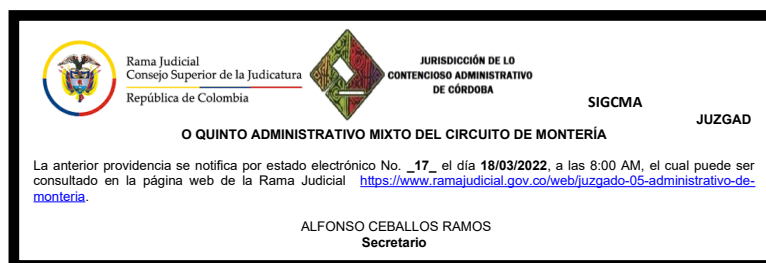 Rama Judicial
Consejo Superior de la Judicatura
República de Colombia
JURISDICCIÓN DE LO
CONTENCIOSO ADMINISTRATIVO
DE CÓRDOBA
SIGCMA
JUZGAD
O QUINTO ADMINISTRATIVO MIXTO DEL CIRCUITO DE MONTERÍA
La anterior providencia se notifica por estado electrónico No. _17_ el día 18/03/2022, a las 8:00 AM, el cual puede ser
consultado en la página web de la Rama Judicial https://www.ramajudicial.gov.co/web/juzgado-05-administrativo-de-
monteria.
ALFONSO CEBALLOS RAMOS
Secretario